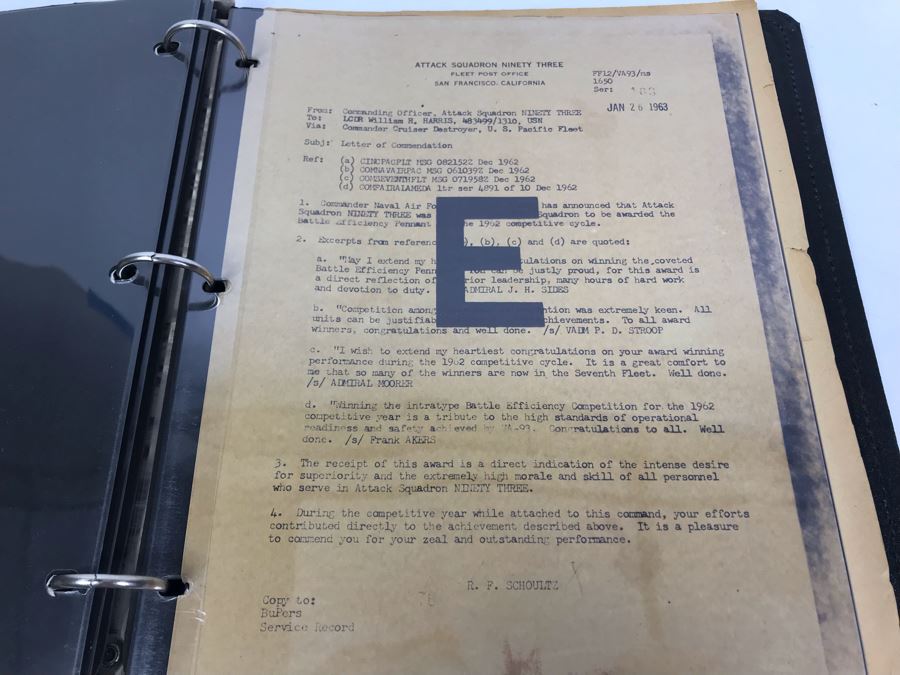 ATTACK SQUADRON NINETY THREE
FLEET POST OFFICE
SAN FRANCISCO, CALIFORNIA
FF12/VA93/ns
1650
Ser: 183
JAN 26 1963
From: Commanding Officer, Attack Squadron NINETY THREE
To: LCDR William H. HARRIS, 483499/1310, USN
Via: Commander Cruiser Destroyer, U. S. Pacific Fleet
Subj: Letter of Commendation
Ref: (a) CINCPACFLT MSG 082152Z Dec 1962
(b) COMNAVAIRPAC MSG 061039Z Dec 1962
(c) COMSEVENTHFLT MSG 071958Z Dec 1962
(d) COMFAIRALAMEDA ltr ser 4891 of 10 Dec 1962
1. Commander Naval Air Fo has announced that Attack
Squadron NINETY THREE was Squadron to be awarded the
Battle Efficiency Pennant the 1962 competitive cycle.
E
2. Excerpts from referenc ), (b), (c) and (d) are quoted:
a. "May I extend my h ulations on winning the coveted
Battle Efficiency Penn You can be justly proud, for this award is
a direct reflection of rior leadership, many hours of hard work
and devotion to duty. ADMIRAL J. H. SIDES
b. "Competition among ntion was extremely keen. All
units can be justifiab chievements. To all award
winners, congratulations and well done. /s/ VADM P. D. STROOP
c. "I wish to extend my heartiest congratulations on your award winning
performance during the 1962 competitive cycle. It is a great comfort to
me that so many of the winners are now in the Seventh Fleet. Well done.
/s/ ADMIRAL MOORER
d. "Winning the intratype Battle Efficiency Competition for the 1962
competitive year is a tribute to the high standards of operational
readiness and safety achieved by VA-93. Congratulations to all. Well
done. /s/ Frank AKERS
3. The receipt of this award is a direct indication of the intense desire
for superiority and the extremely high morale and skill of all personnel
who serve in Attack Squadron NINETY THREE.
4. During the competitive year while attached to this command, your efforts
contributed directly to the achievement described above. It is a pleasure
to commend you for your zeal and outstanding performance.
R. F. SCHOULTZ
Copy to:
BuPers
Service Record